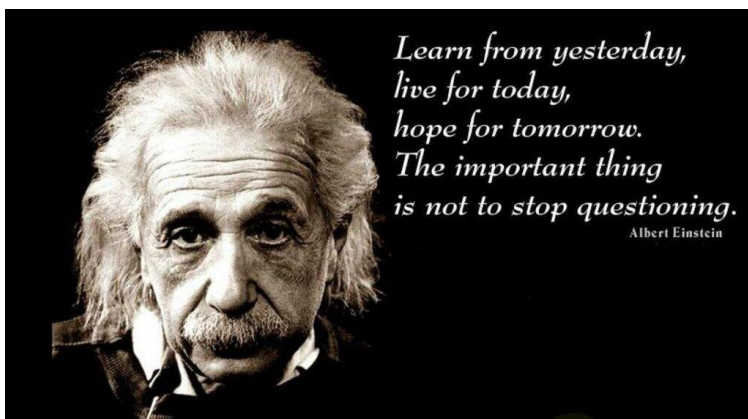 Learn from yesterday,
live for today,
hope for tomorrow.
The important thing
is not to stop questioning.
Albert Einstein